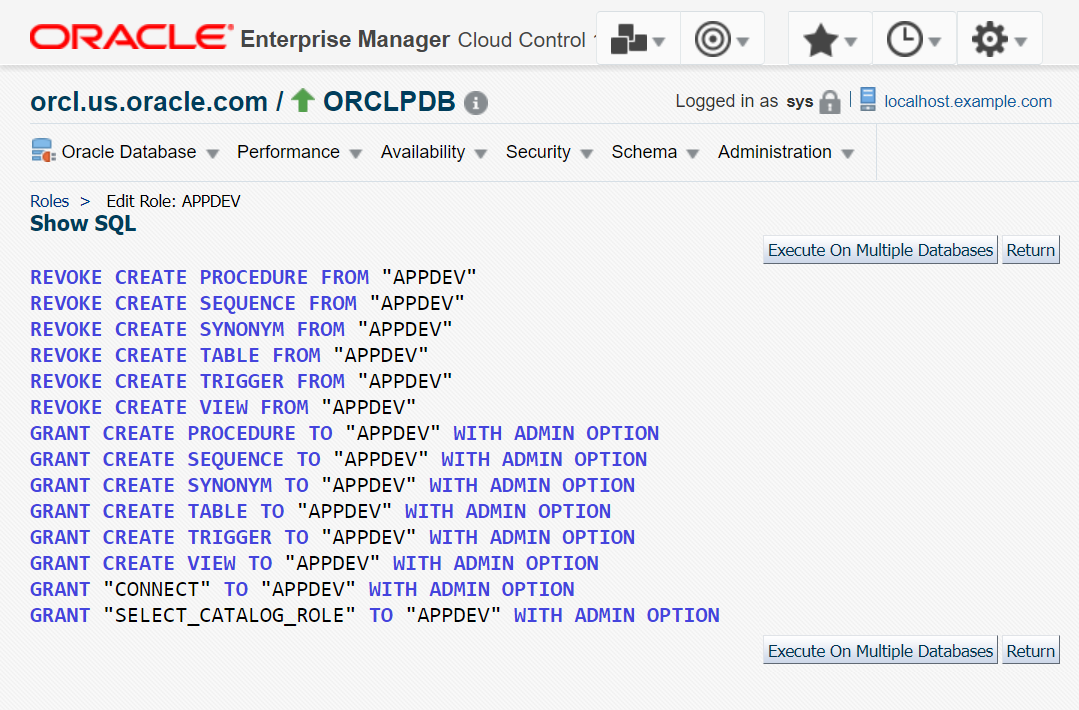 ORACLE® Enterprise Manager Cloud Control
orcl.us.oracle.com / ORCLPDB
Logged in as sys
localhost.example.com
Oracle Database Performance Availability Security Schema Administration
Roles > Edit Role: APPDEV
Show SQL
Execute On Multiple Databases Return
REVOKE CREATE PROCEDURE FROM "APPDEV"
REVOKE CREATE SEQUENCE FROM "APPDEV"
REVOKE CREATE SYNONYM FROM "APPDEV"
REVOKE CREATE TABLE FROM "APPDEV"
REVOKE CREATE TRIGGER FROM "APPDEV"
REVOKE CREATE VIEW FROM "APPDEV"
GRANT CREATE PROCEDURE TO "APPDEV" WITH ADMIN OPTION
GRANT CREATE SEQUENCE TO "APPDEV" WITH ADMIN OPTION
GRANT CREATE SYNONYM TO "APPDEV" WITH ADMIN OPTION
GRANT CREATE TABLE TO "APPDEV" WITH ADMIN OPTION
GRANT CREATE TRIGGER TO "APPDEV" WITH ADMIN OPTION
GRANT CREATE VIEW TO "APPDEV" WITH ADMIN OPTION
GRANT "CONNECT" TO "APPDEV" WITH ADMIN OPTION
GRANT "SELECT_CATALOG_ROLE" TO "APPDEV" WITH ADMIN OPTION
Execute On Multiple Databases Return